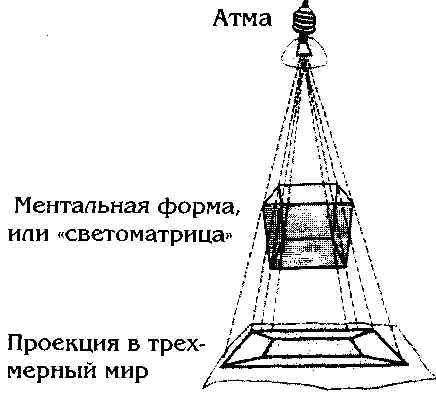 Атма
Ментальная форма,
или «светоматрица»
Проекция в трех-
мерный мир